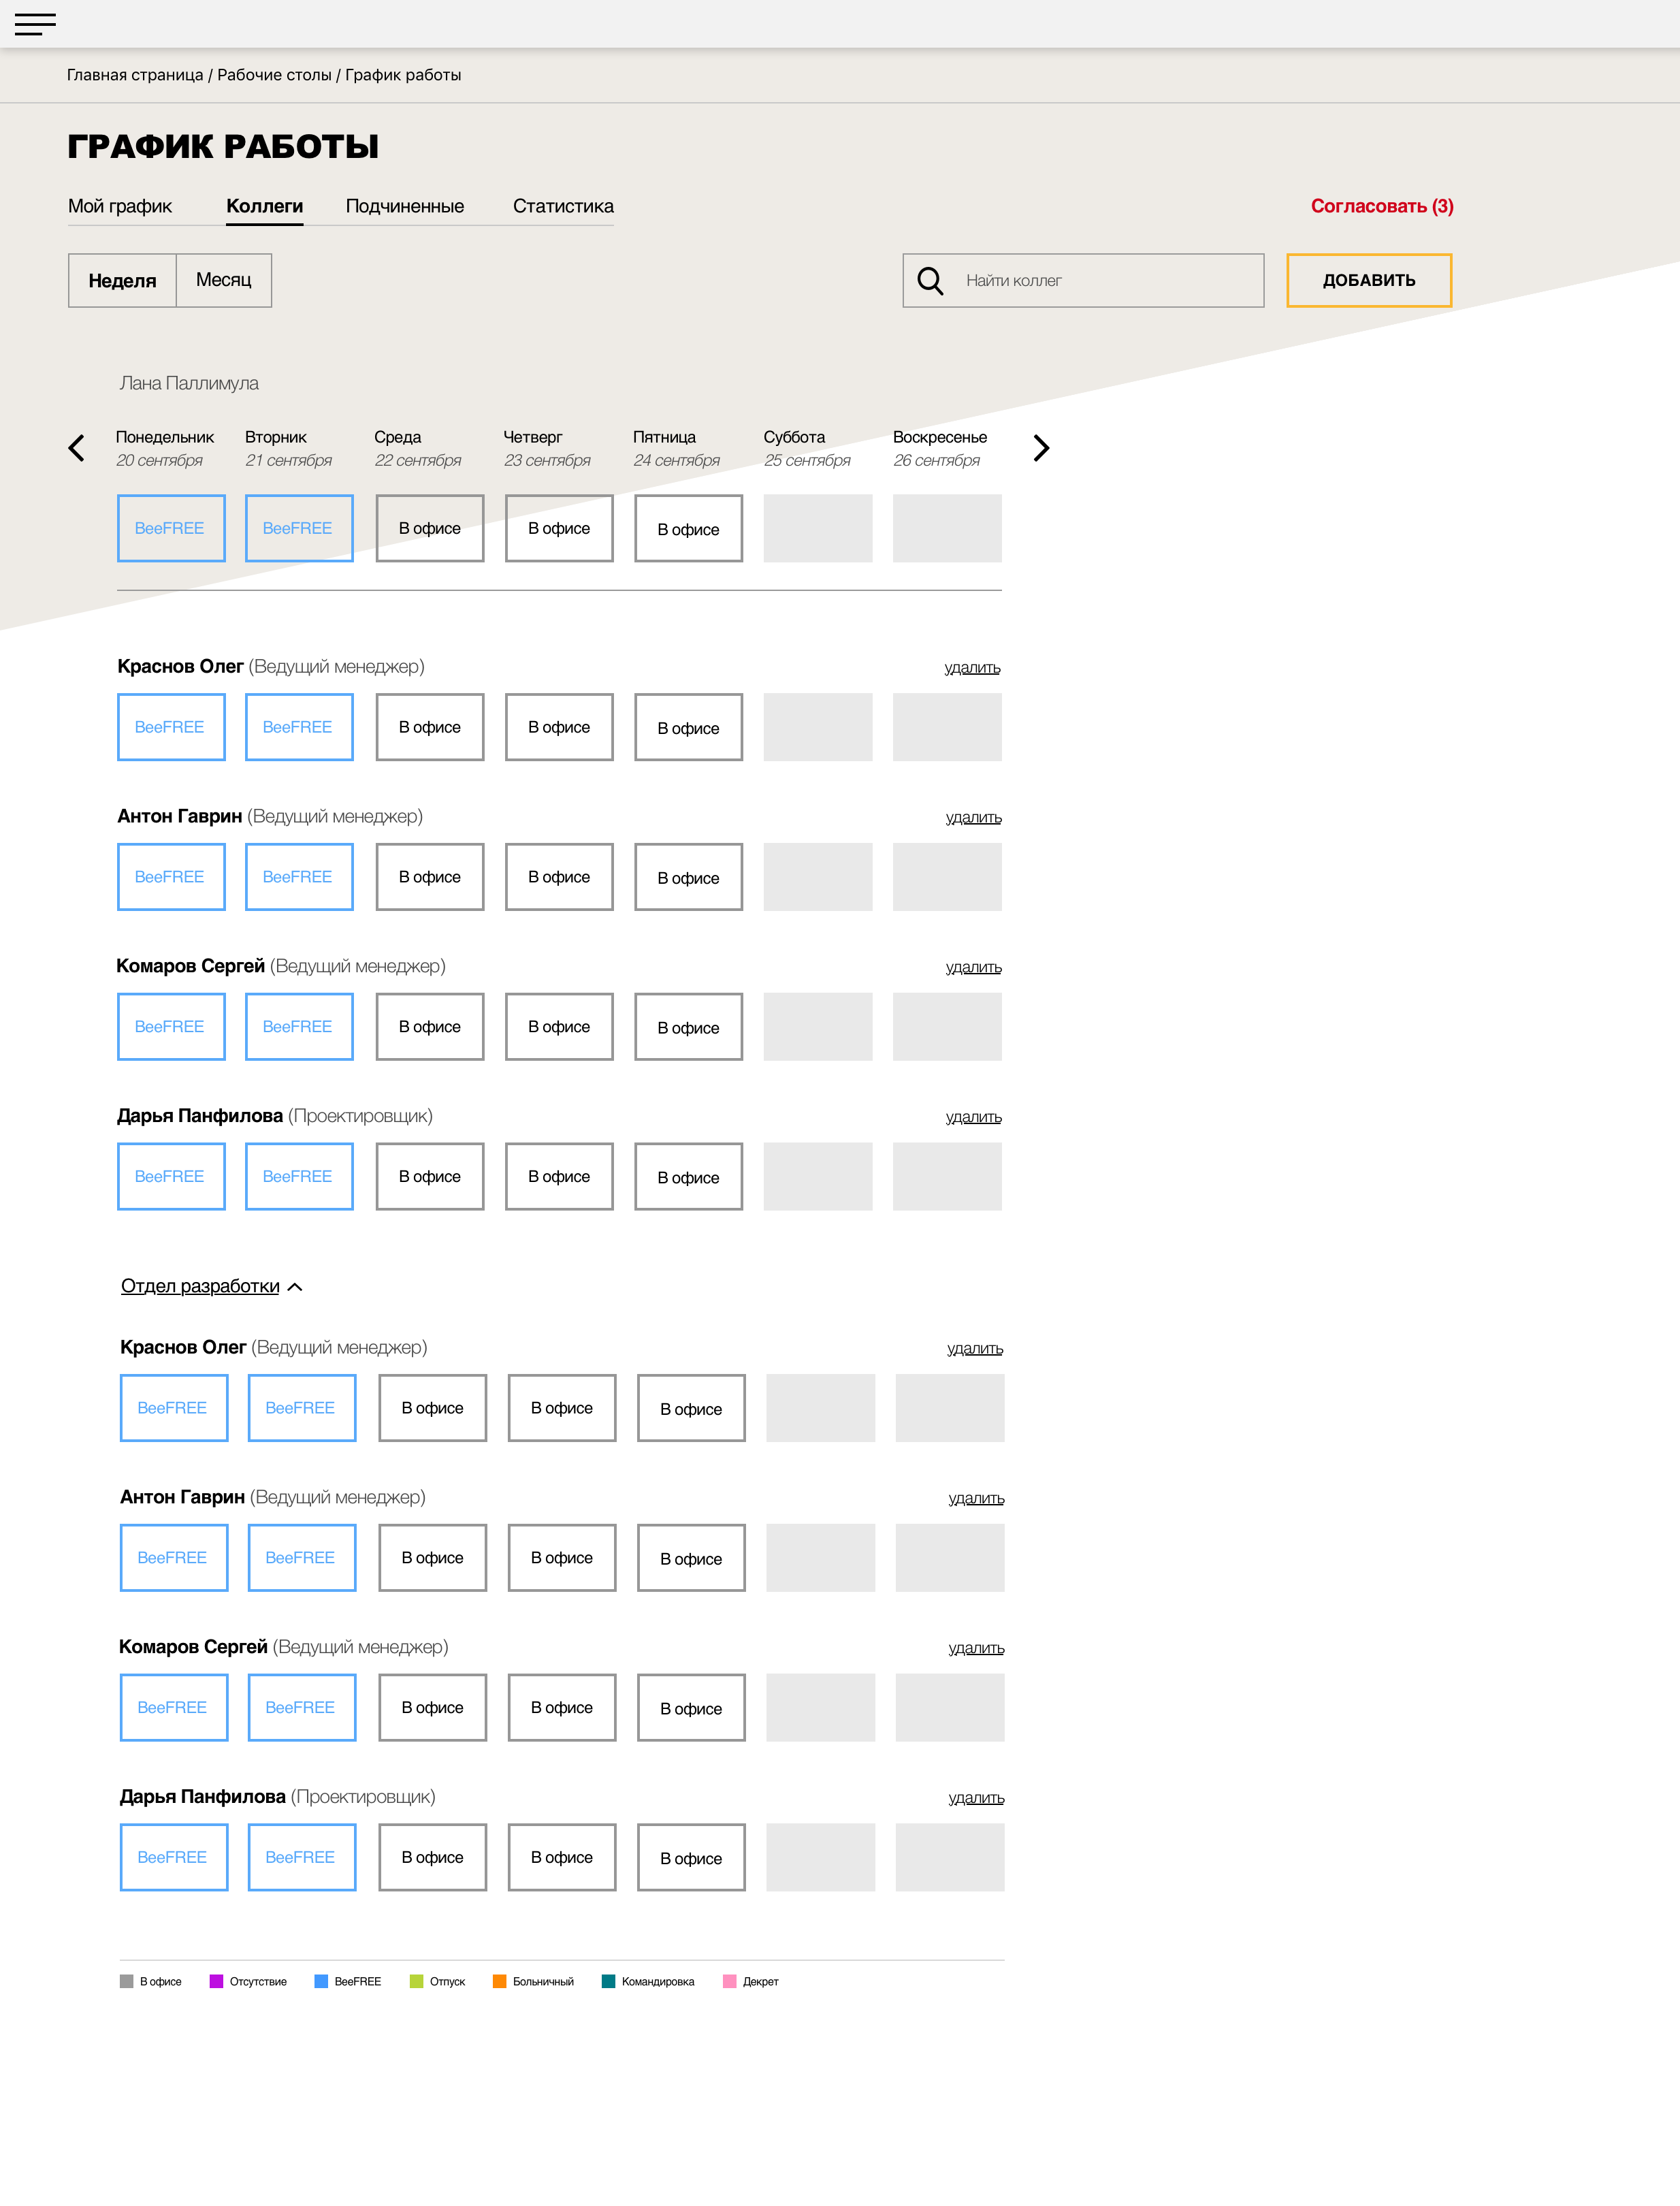 Главная страница / Рабочие столы / График работы
ГРАФИК РАБОТЫ
Мой график Коллеги Подчиненные Статистика Согласовать (3)
Неделя Месяц Найти коллег ДОБАВИТЬ
Лана Паллимула
Понедельник Вторник Среда Четверг Пятница Суббота Воскресенье
20 сентября 21 сентября 22 сентября 23 сентября 24 сентября 25 сентября 26 сентября
BeeFREE BeeFREE В офисе В офисе В офисе
Краснов Олег (Ведущий менеджер) удалить
BeeFREE BeeFREE В офисе В офисе В офисе
Антон Гаврин (Ведущий менеджер) удалить
BeeFREE BeeFREE В офисе В офисе В офисе
Комаров Сергей (Ведущий менеджер) удалить
BeeFREE BeeFREE В офисе В офисе В офисе
Дарья Панфилова (Проектировщик) удалить
BeeFREE BeeFREE В офисе В офисе В офисе
Отдел разработки
Краснов Олег (Ведущий менеджер) удалить
BeeFREE BeeFREE В офисе В офисе В офисе
Антон Гаврин (Ведущий менеджер) удалить
BeeFREE BeeFREE В офисе В офисе В офисе
Комаров Сергей (Ведущий менеджер) удалить
BeeFREE BeeFREE В офисе В офисе В офисе
Дарья Панфилова (Проектировщик) удалить
BeeFREE BeeFREE В офисе В офисе В офисе
В офисе Отсутствие BeeFREE Отпуск Больничный Командировка Декрет